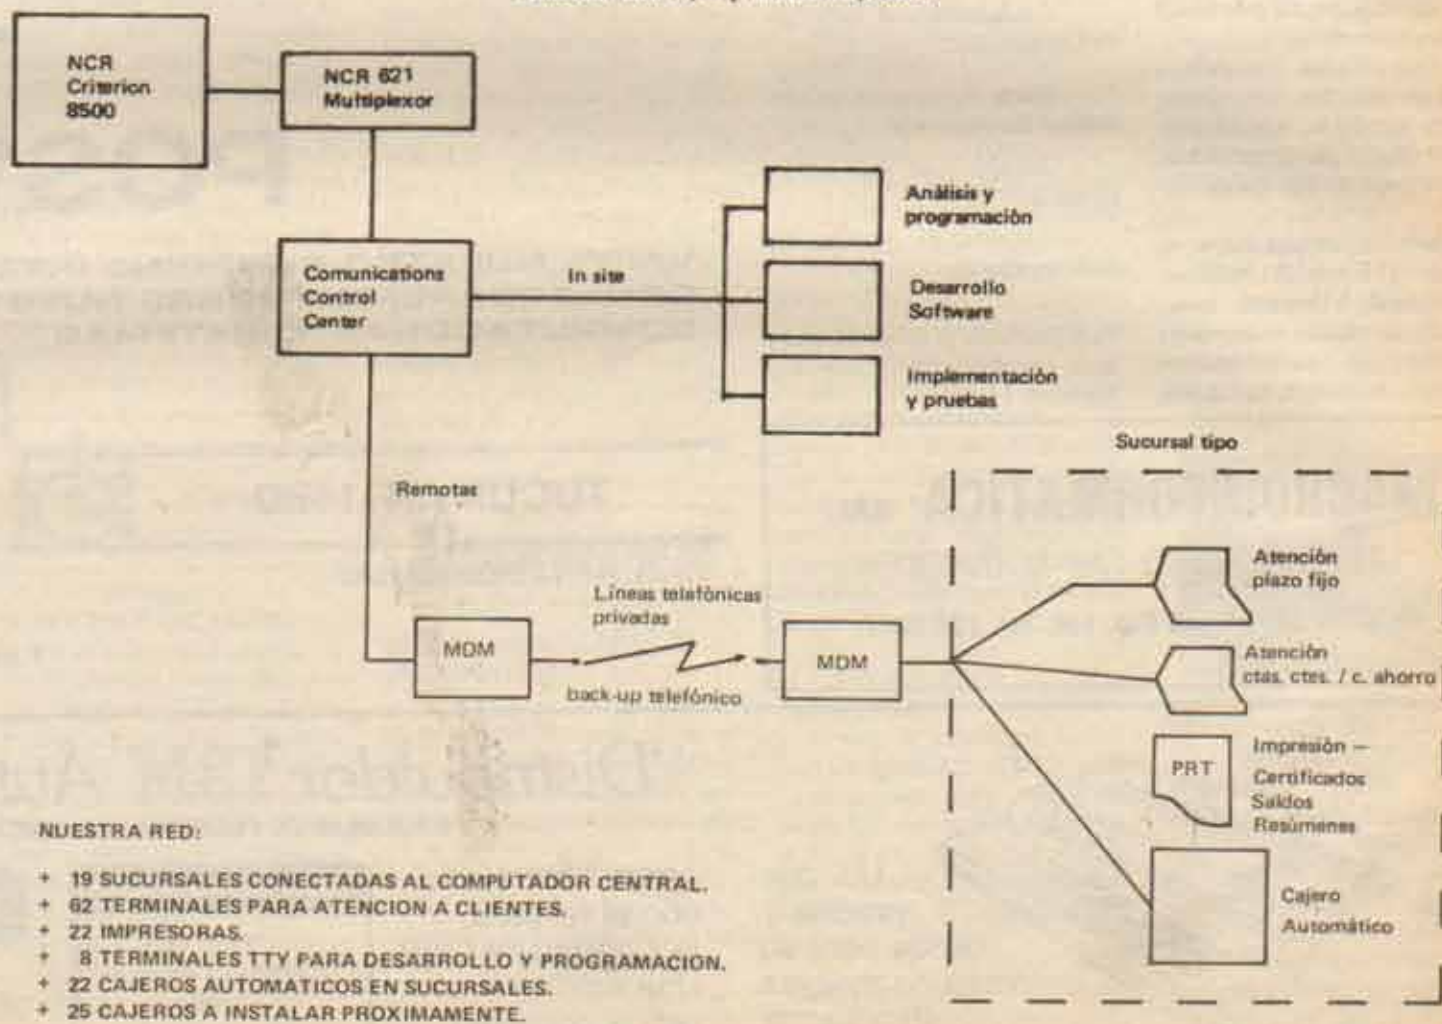 NCR
Criterion
8500
NCR 621
Multiplexor
Comunications
Control
Center
In site
Análisis y
programación
Desarrollo
Software
Implementación
y pruebas
Sucursal tipo
Remotas
MDM
Líneas telefónicas
privadas
back-up telefónico
MDM
Atención
plazo fijo
Atención
ctas. ctes. / c. ahorro
PRT
Impresión —
Certificados
Saldos
Resúmenes
Cajero
Automático
NUESTRA RED:
+ 19 SUCURSALES CONECTADAS AL COMPUTADOR CENTRAL.
+ 62 TERMINALES PARA ATENCION A CLIENTES.
+ 22 IMPRESORAS.
+ 8 TERMINALES TTY PARA DESARROLLO Y PROGRAMACION.
+ 22 CAJEROS AUTOMATICOS EN SUCURSALES.
+ 25 CAJEROS A INSTALAR PROXIMAMENTE.